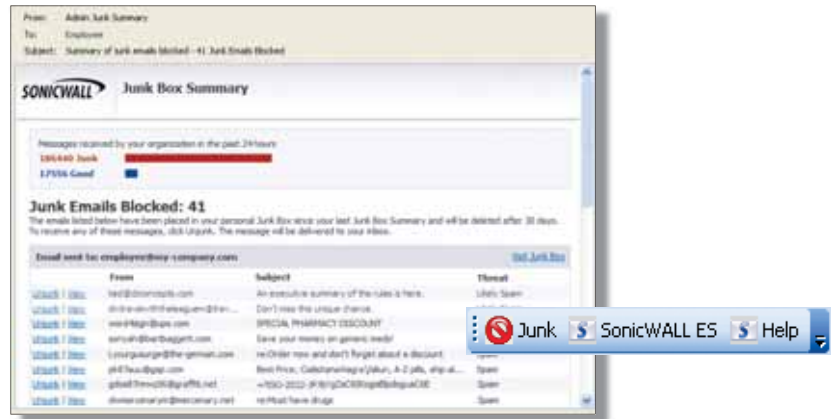 From: Admin Junk Summary
To: Employee
Subject: Summary of junk emails blocked - 41 Junk Emails Blocked
SONICWALL
Junk Box Summary
Messages received by your organization in the past 24 hours
Junk
17556 Good
Junk Emails Blocked: 41
The emails listed below have been placed in your personal Junk Box since your last Junk Box Summary and will be deleted after 30 days.
To receive any of these messages, click Unjunk. The message will be delivered to your inbox.
Email sent to: employee@my-company.com
Visit Junk Box
From Subject Threat
Unjunk | View An executive summary of the rules is here. Likely Spam
Unjunk | View Don't miss this unique chance.
Unjunk | View SPECIAL PHARMACY DISCOUNT
Unjunk | View Save your money on generic meds!
Unjunk | View re:Order now and don't forget about a discount. Spam
Unjunk | View Best Price, Spam
Unjunk | View Spam
Unjunk | View re:Must have drugs Spam
Junk SonicWALL ES Help